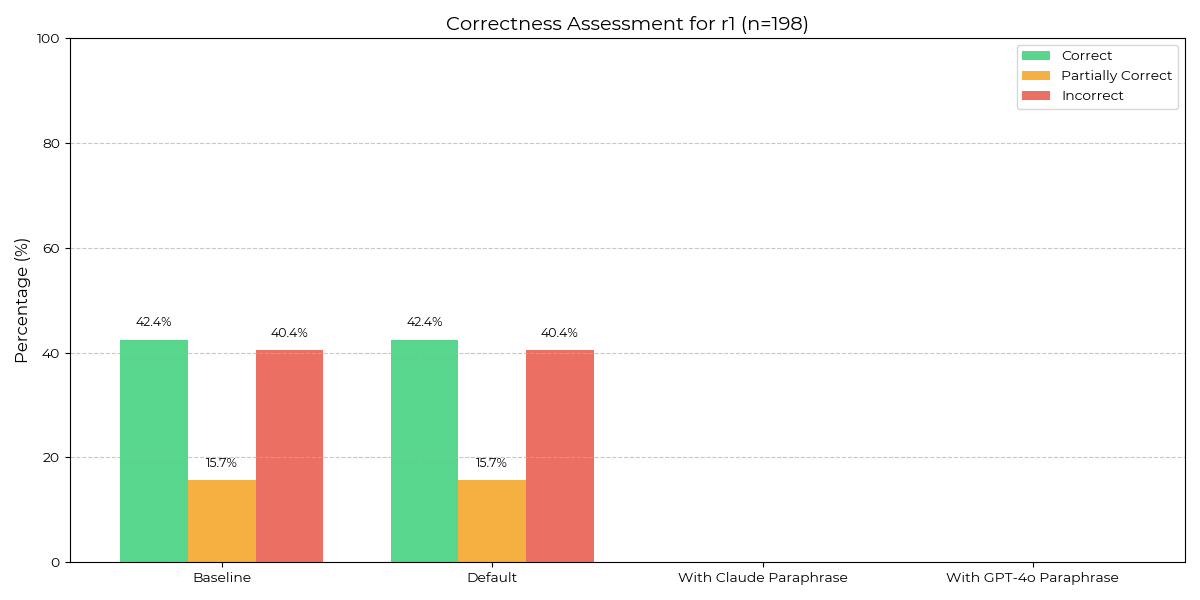 Correctness Assessment for r1 (n=198)
Correct
Partially Correct
Incorrect
Percentage (%)
100
80
60
40
20
0
42.4%
15.7%
40.4%
42.4%
15.7%
40.4%
Baseline
Default
With Claude Paraphrase
With GPT-4o Paraphrase